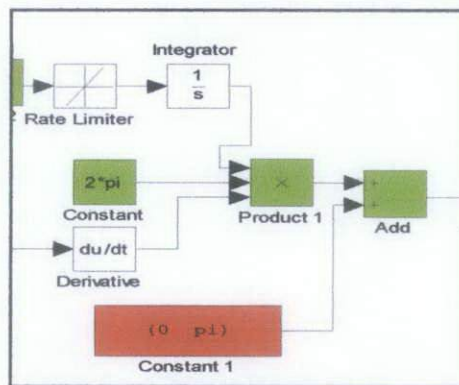 Integrator
1
s
Rate Limiter
2*pi
Constant
×
Product 1
+
+
Add
du/dt
Derivative
(0 pi)
Constant 1